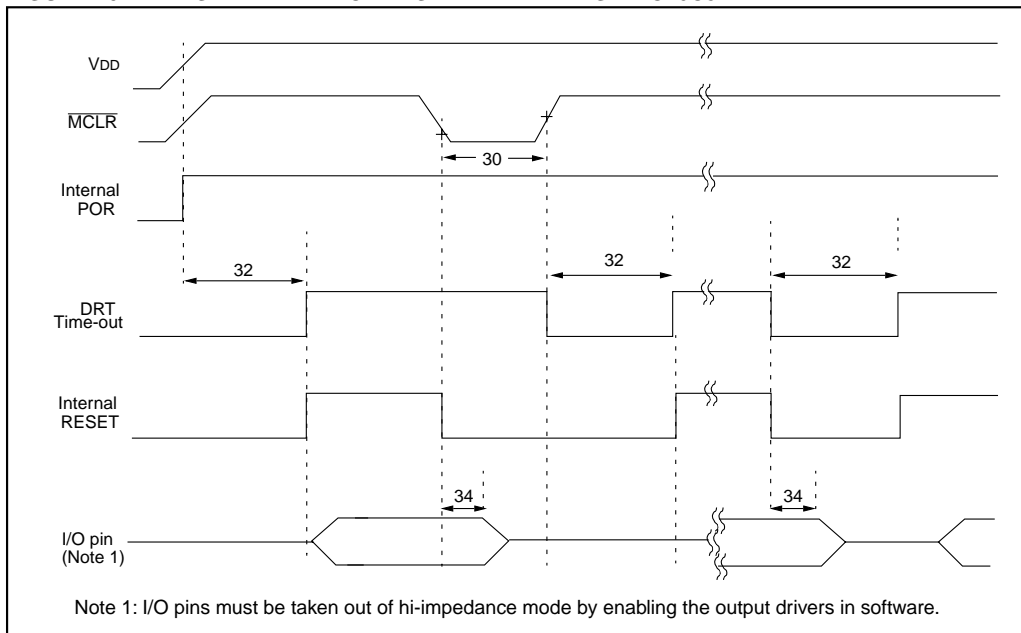 VDD
MCLR
30
Internal
POR
32
32
32
DRT
Time-out
Internal
RESET
34
34
I/O pin
(Note 1)
Note 1: I/O pins must be taken out of hi-impedance mode by enabling the output drivers in software.